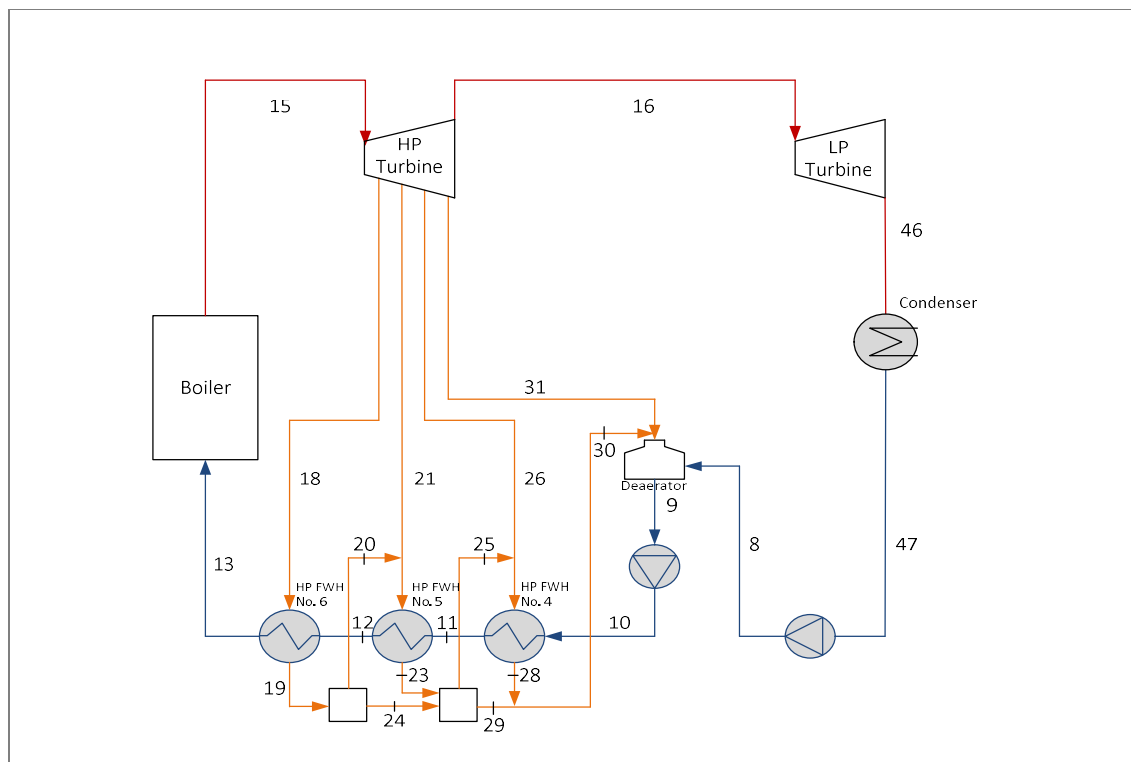 15
16
HP
Turbine
LP
Turbine
46
Condenser
Boiler
31
30
Deaerator
9
18
21
26
20
25
8
47
13
HP FWH
No. 6
HP FWH
No. 5
HP FWH
No. 4
12
11
10
19
23
28
24
29